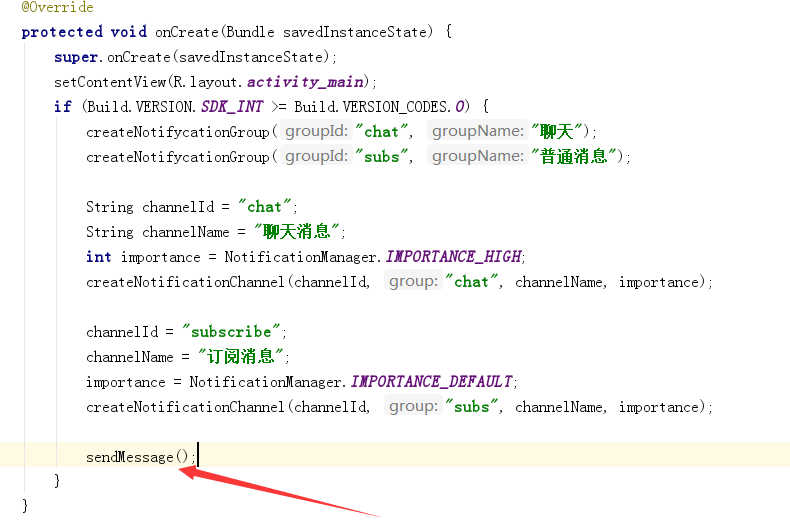 @Override
protected void onCreate(Bundle savedInstanceState) {
super.onCreate(savedInstanceState);
setContentView(R.layout.activity_main);
if (Build.VERSION.SDK_INT >= Build.VERSION_CODES.O) {
createNotifycationGroup( groupId: "chat", groupName: "聊天");
createNotifycationGroup( groupId: "subs", groupName: "普通消息");
String channelId = "chat";
String channelName = "聊天消息";
int importance = NotificationManager.IMPORTANCE_HIGH;
createNotificationChannel(channelId, group: "chat", channelName, importance);
channelId = "subscribe";
channelName = "订阅消息";
importance = NotificationManager.IMPORTANCE_DEFAULT;
createNotificationChannel(channelId, group: "subs", channelName, importance);
sendMessage();
}
}